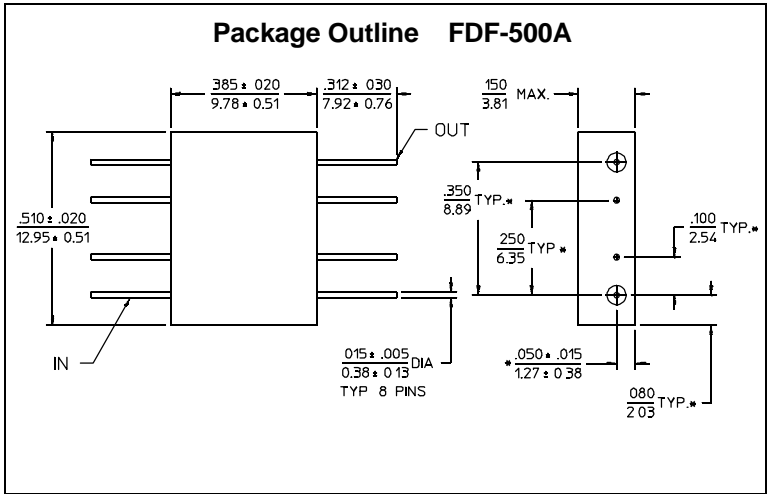 Package Outline FDF-500A
.385 ± 020
9.78 ± 0.51
.312 ± 030
7.92 ± 0.76
150 MAX.
3.81
OUT
.350 TYP.*
8.89
.510 ± .020
12.95 ± 0.51
.250 TYP *
6.35
.100 TYP.*
2.54
IN
015 ± .005 DIA
0.38 ± 0 13
TYP 8 PINS
* .050 ± .015
1.27 ± 0 38
.080 TYP.*
2 03